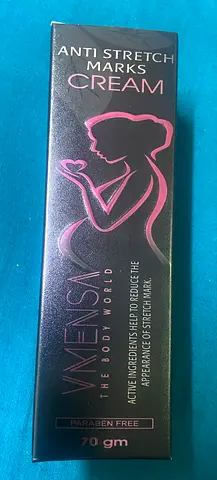 ANTI STRETCH
MARKS
CREAM
VMENSA
THE BODY WORLD
ACTIVE INGREDIENTS HELP TO REDUCE THE
APPEARANCE OF STRETCH MARK.
PARABEN FREE
70 gm